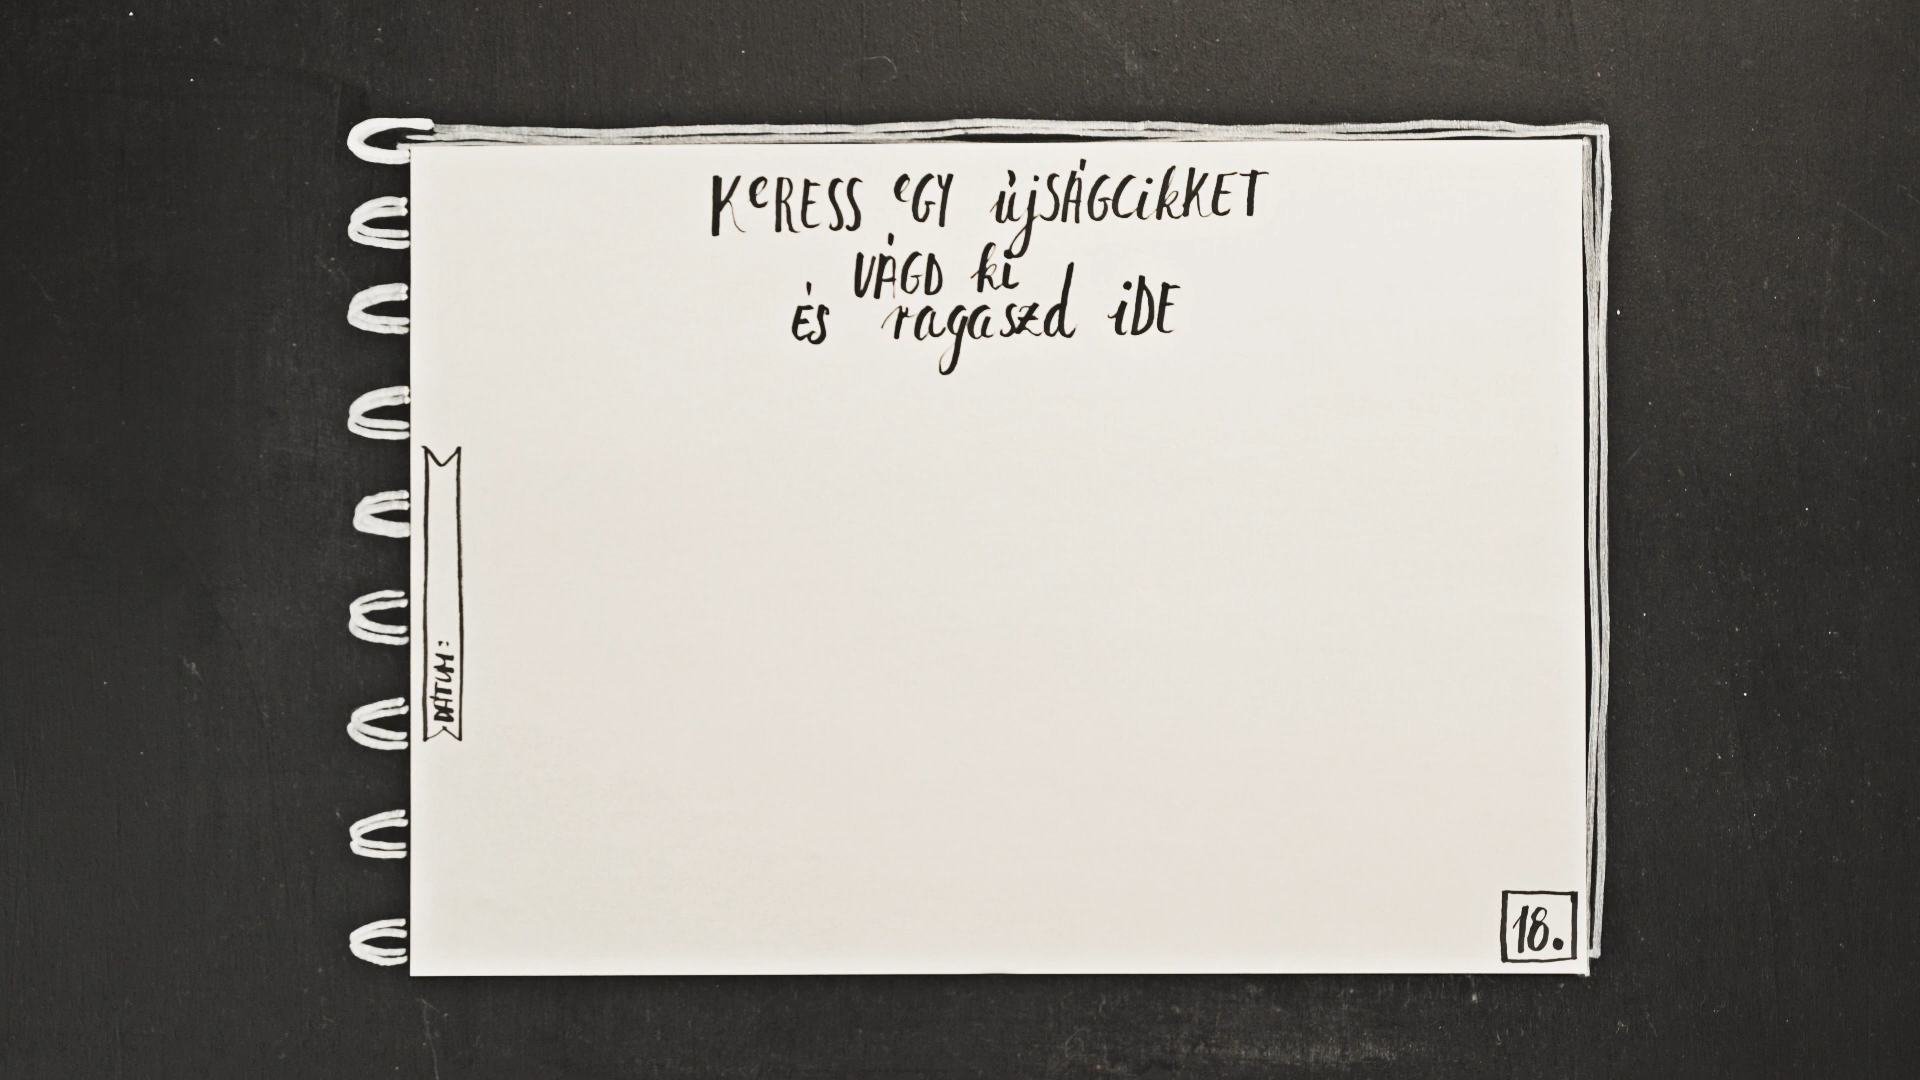 KeRESS eGY újSÁGCikKET
VÁGD ki
ÉS ragaszd iDE
DÁTUM:
18.